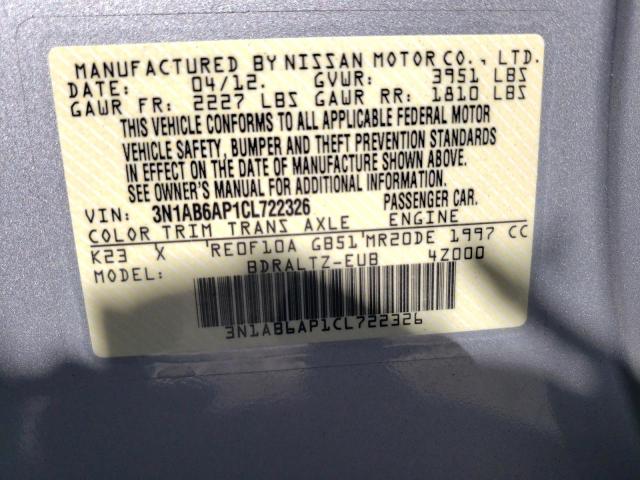 MANUFACTURED BY NISSAN MOTOR CO., LTD.
DATE: 04/12. GVWR: 3951 LBS
GAWR FR: 2227 LBS GAWR RR: 1810 LBS
THIS VEHICLE CONFORMS TO ALL APPLICABLE FEDERAL MOTOR
VEHICLE SAFETY, BUMPER AND THEFT PREVENTION STANDARDS
IN EFFECT ON THE DATE OF MANUFACTURE SHOWN ABOVE.
SEE OWNER'S MANUAL FOR ADDITIONAL INFORMATION.
VIN: 3N1AB6AP1CL722326 PASSENGER CAR.
COLOR TRIM TRANS AXLE ENGINE
K23 X 'RE0F10A GB51'MR20DE 1997 CC
MODEL: BDRALTZ-EUB 4Z000
3N1AB6AP1CL722326